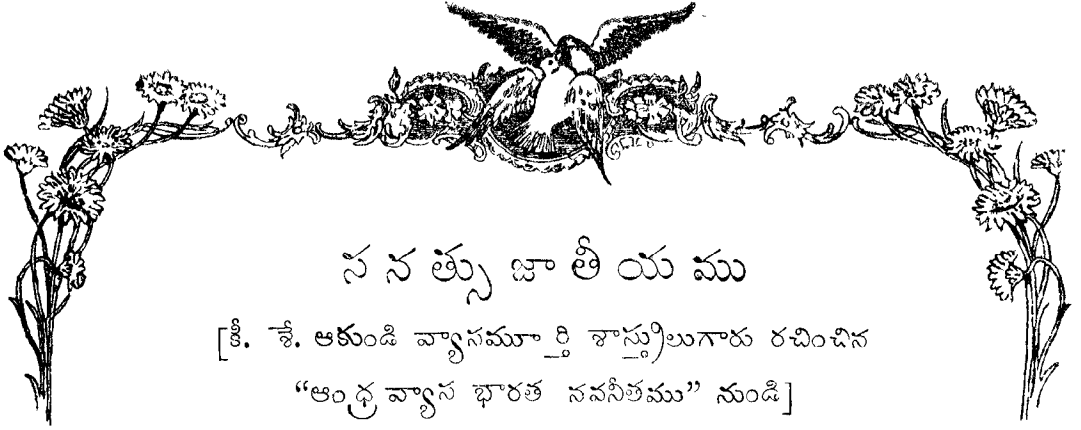 సనత్సుజాతీయము
[కీ. శే. ఆకుండి వ్యాసమూర్తి శాస్త్రులుగారు రచించిన
“ఆంధ్ర వ్యాస భారత నవనీతము” నుండి]